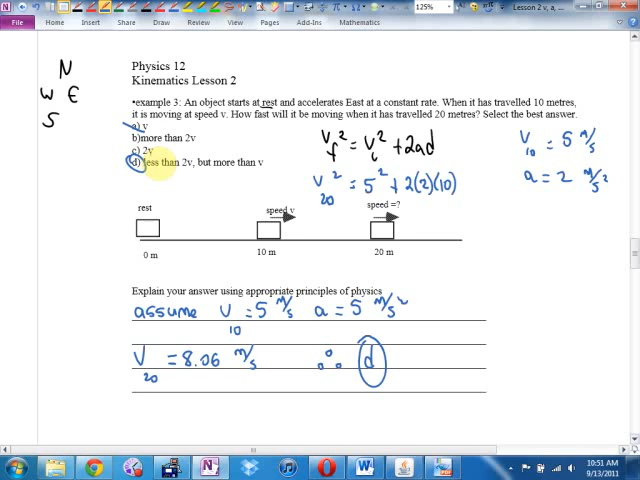 125%
Lesson 2 v, a,
File Home Insert Share Draw Review View Add-Ins Foxit PDF Mathematics
N
W E
S
Physics 12
Kinematics Lesson 2
•example 3: An object starts at rest and accelerates East at a constant rate. When it has travelled 10 metres,
it is moving at speed v. How fast will it be moving when it has travelled 20 metres? Select the best answer.
a) v
b)more than 2v
c) 2v
d) less than 2v, but more than v
Vf² = Vi² + 2ad
V20² = 5² + 2(2)(10)
V10 = 5 m/s
a = 2 m/s²
rest speed v speed =?
0 m 10 m 20 m
Explain your answer using appropriate principles of physics
assume V10 = 5 m/s a = 5 m/s²
V20 = 8.06 m/s ∴ d
10:51 AM
9/13/2011